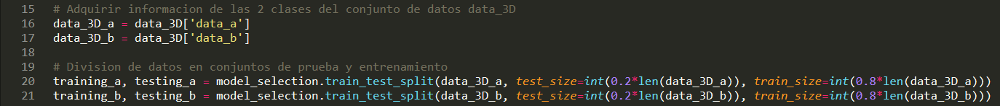 15 # Adquirir informacion de las 2 clases del conjunto de datos data_3D
16 data_3D_a = data_3D['data_a']
17 data_3D_b = data_3D['data_b']
18
19 # Division de datos en conjuntos de prueba y entrenamiento
20 training_a, testing_a = model_selection.train_test_split(data_3D_a, test_size=int(0.2*len(data_3D_a)), train_size=int(0.8*len(data_3D_a)))
21 training_b, testing_b = model_selection.train_test_split(data_3D_b, test_size=int(0.2*len(data_3D_b)), train_size=int(0.8*len(data_3D_b)))